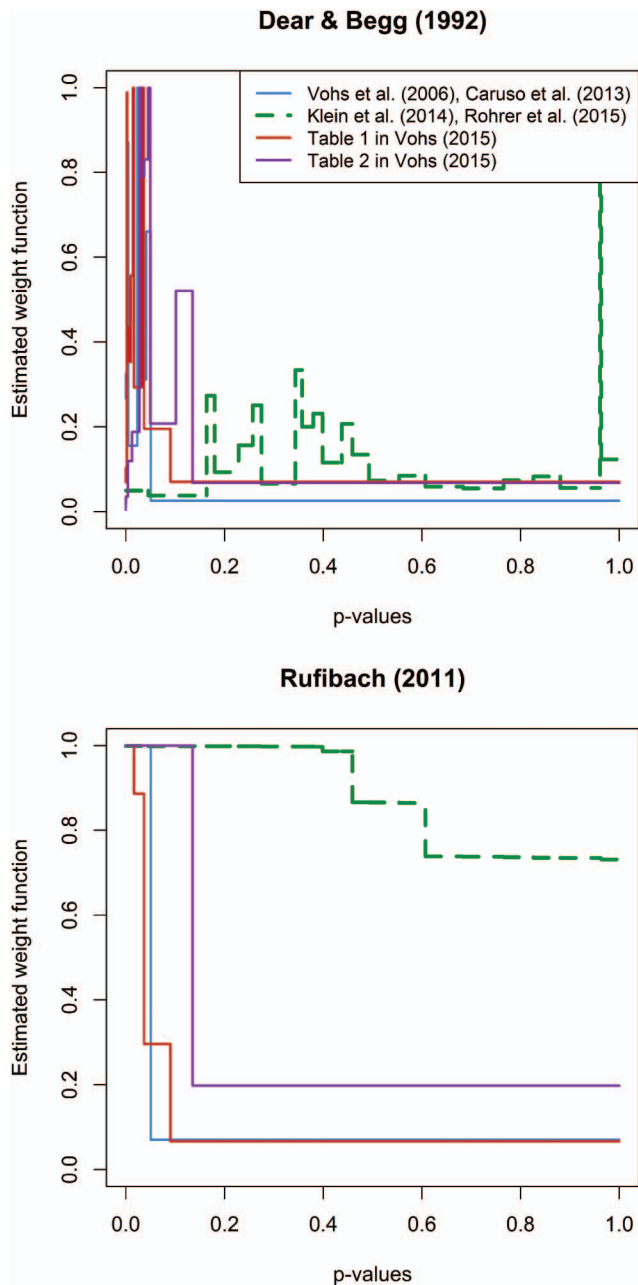 Dear & Begg (1992)
Vohs et al. (2006), Caruso et al. (2013)
Klein et al. (2014), Rohrer et al. (2015)
Table 1 in Vohs (2015)
Table 2 in Vohs (2015)
Estimated weight function
1.0
0.8
0.6
0.4
0.2
0.0
0.0 0.2 0.4 0.6 0.8 1.0
p-values
Rufibach (2011)
Estimated weight function
1.0
0.8
0.6
0.4
0.2
0.0
0.0 0.2 0.4 0.6 0.8 1.0
p-values